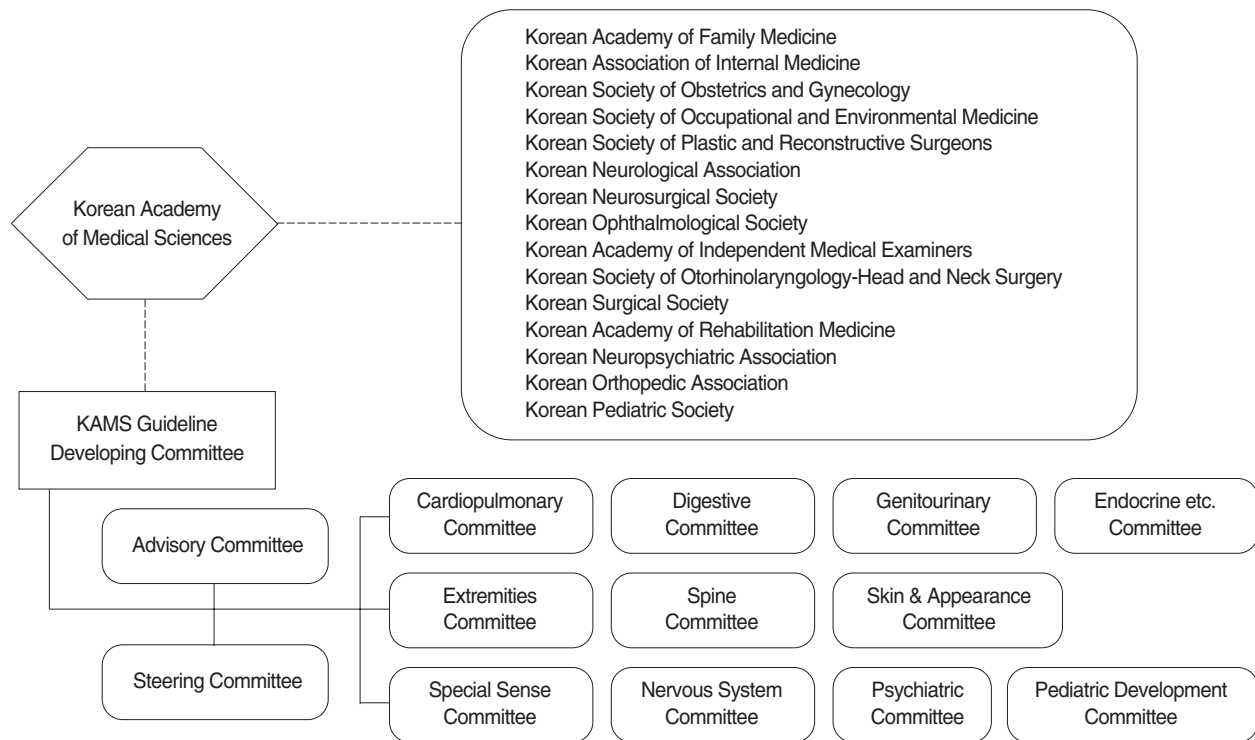 Korean Academy of Family Medicine
Korean Association of Internal Medicine
Korean Society of Obstetrics and Gynecology
Korean Society of Occupational and Environmental Medicine
Korean Society of Plastic and Reconstructive Surgeons
Korean Neurological Association
Korean Neurosurgical Society
Korean Ophthalmological Society
Korean Academy of Independent Medical Examiners
Korean Society of Otorhinolaryngology-Head and Neck Surgery
Korean Surgical Society
Korean Academy of Rehabilitation Medicine
Korean Neuropsychiatric Association
Korean Orthopedic Association
Korean Pediatric Society
Korean Academy
of Medical Sciences
KAMS Guideline
Developing Committee
Advisory Committee
Steering Committee
Cardiopulmonary
Committee
Digestive
Committee
Genitourinary
Committee
Endocrine etc.
Committee
Extremities
Committee
Spine
Committee
Skin & Appearance
Committee
Special Sense
Committee
Nervous System
Committee
Psychiatric
Committee
Pediatric Development
Committee